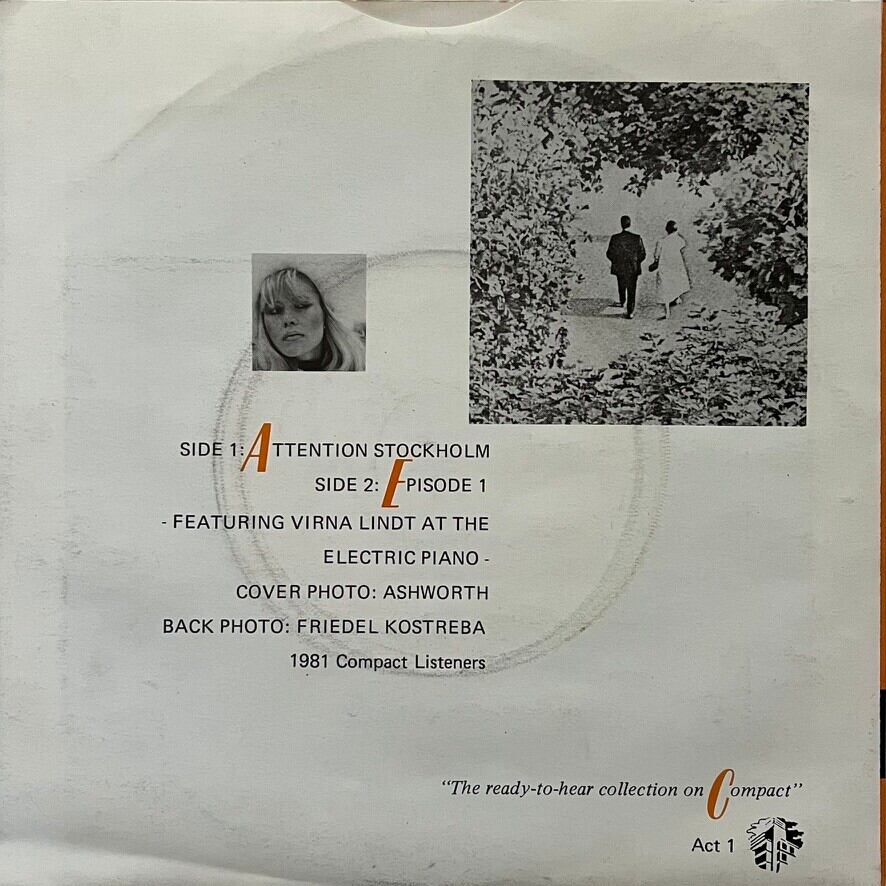 SIDE 1: ATTENTION STOCKHOLM
SIDE 2: EPISODE 1
- FEATURING VIRNA LINDT AT THE
ELECTRIC PIANO -
COVER PHOTO: ASHWORTH
BACK PHOTO: FRIEDEL KOSTREBA
1981 Compact Listeners
"The ready-to-hear collection on Compact"
Act 1